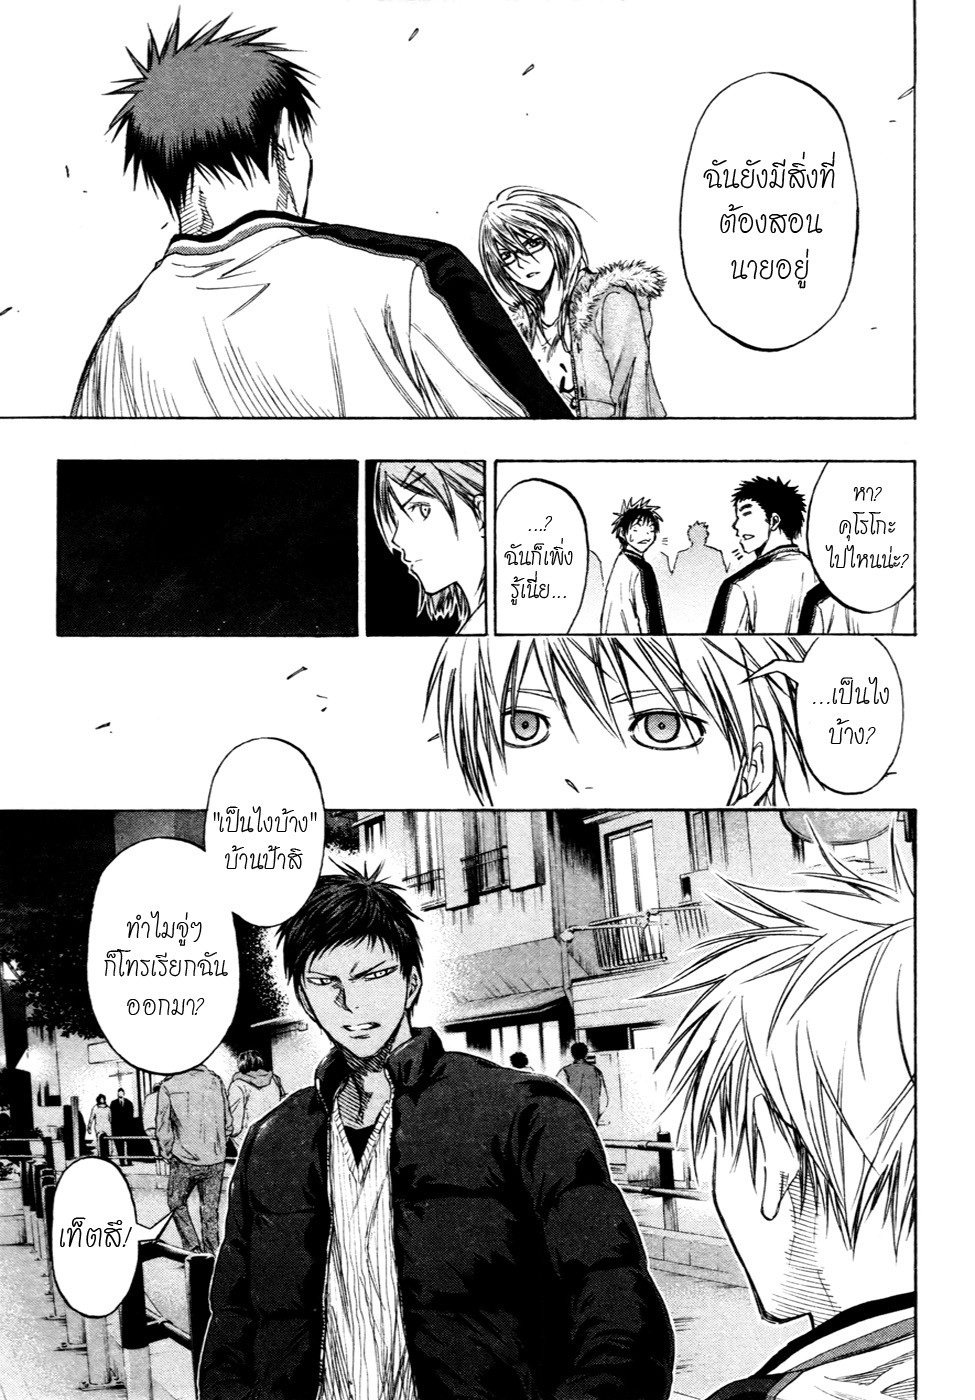 ฉันยังมีสิ่งที่
ต้องสอน
นายอยู่
หา?
คุโรโกะ
ไปไหนน่ะ?
...?
ฉันก็เพิ่ง
รู้เนี่ย...
...เป็นไง
บ้าง?
"เป็นไงบ้าง"
บ้านป้าสิ
ทำไมจู่ๆ
ก็โทรเรียกฉัน
ออกมา?
เท็ตสึ!